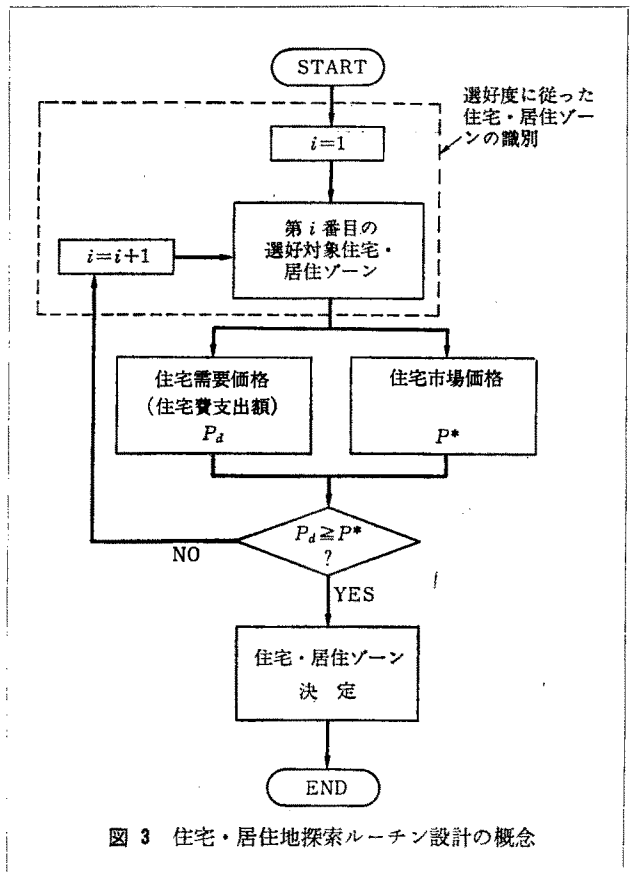 START
選好度に従った
住宅・居住ゾー
ンの識別
i=1
第 i 番目の
選好対象住宅・
居住ゾーン
i=i+1
住宅需要価格
(住宅費支出額)
P_d
住宅市場価格
P*
P_d≧P*
?
NO
YES
住宅・居住ゾーン
決 定
END
図 3 住宅・居住地探索ルーチン設計の概念